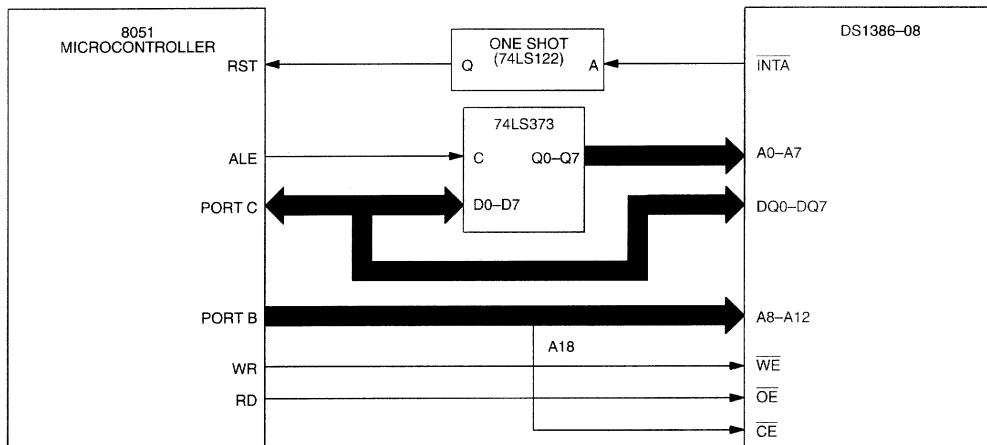 8051
MICROCONTROLLER
DS1386–08
ONE SHOT
(74LS122)
RST
Q
A
INTA
74LS373
ALE
C
Q0–Q7
A0–A7
PORT C
D0–D7
DQ0–DQ7
PORT B
A8–A12
A18
WR
WE
RD
OE
CE